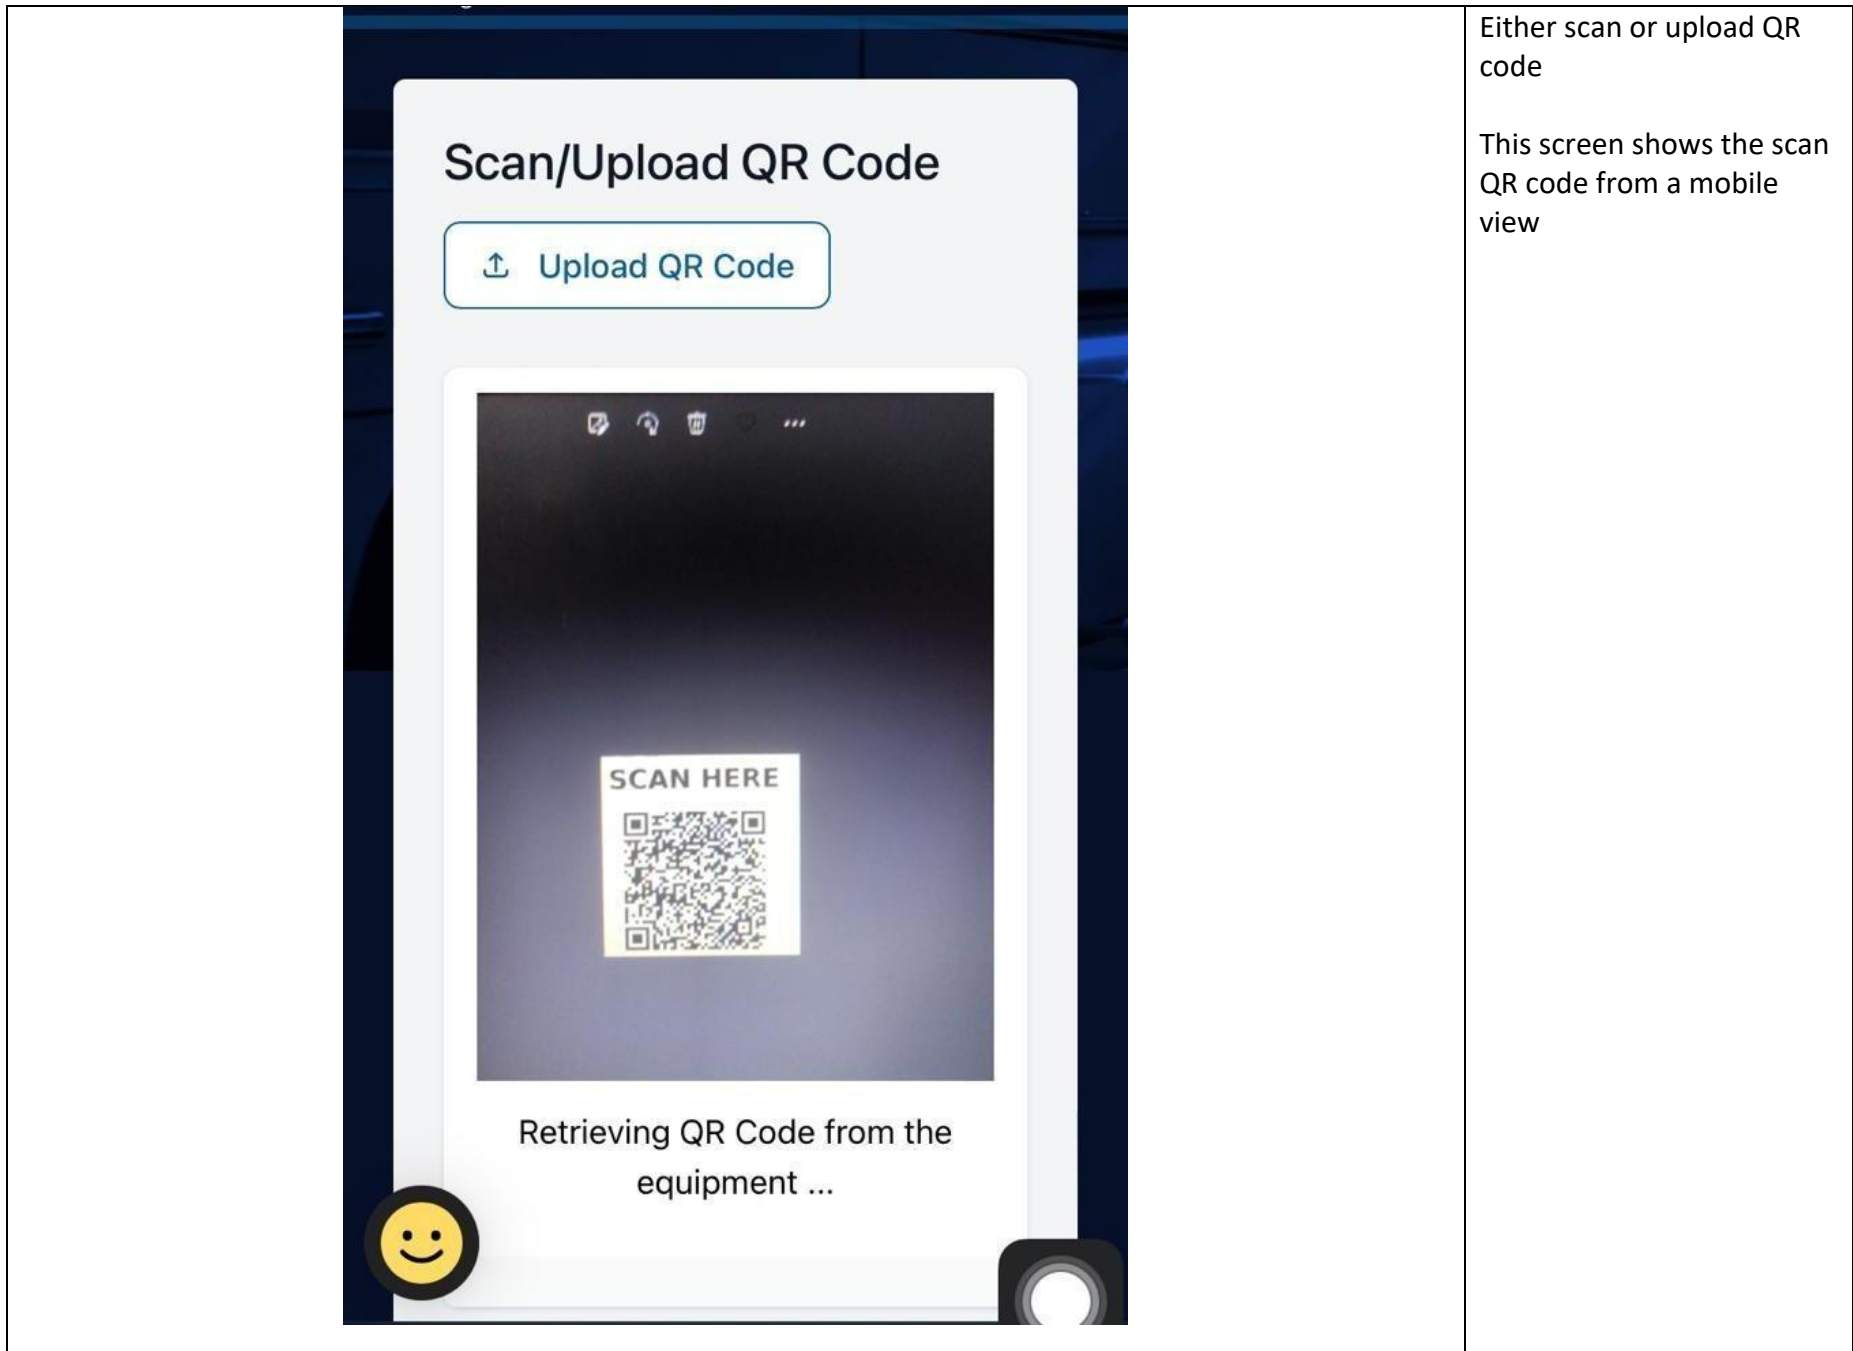 Scan/Upload QR Code
Upload QR Code
SCAN HERE
Retrieving QR Code from the
equipment ...
Either scan or upload QR
code
This screen shows the scan
QR code from a mobile
view